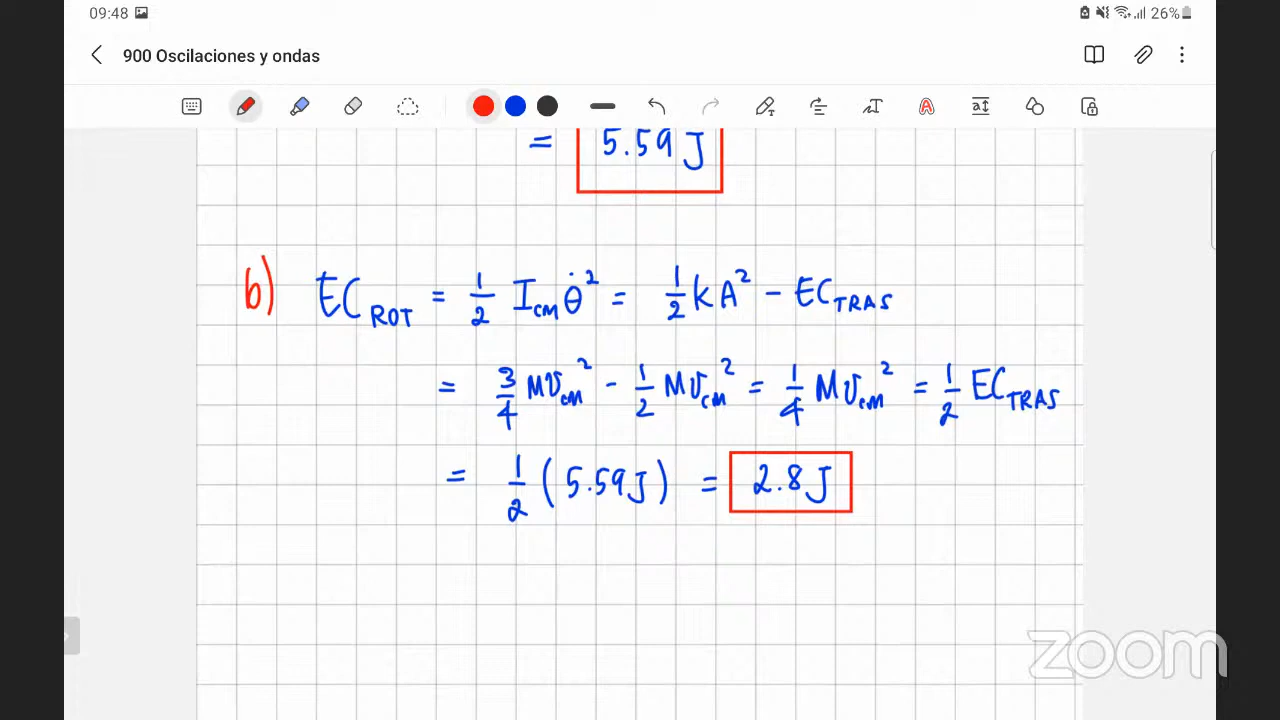 09:48 26%
900 Oscilaciones y ondas
= 5.59 J
b) EC_ROT = 1/2 I_cm θ̇² = 1/2 kA² - EC_TRAS
= 3/4 Mv_cm² - 1/2 Mv_cm² = 1/4 Mv_cm² = 1/2 EC_TRAS
= 1/2 (5.59J) = 2.8 J
zoom